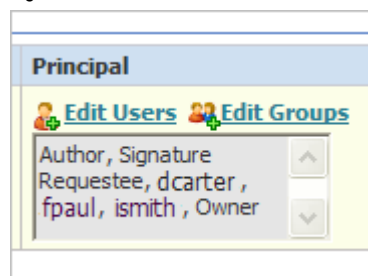 Principal
Edit Users Edit Groups
Author, Signature
Requestee, dcarter ,
fpaul, ismith , Owner